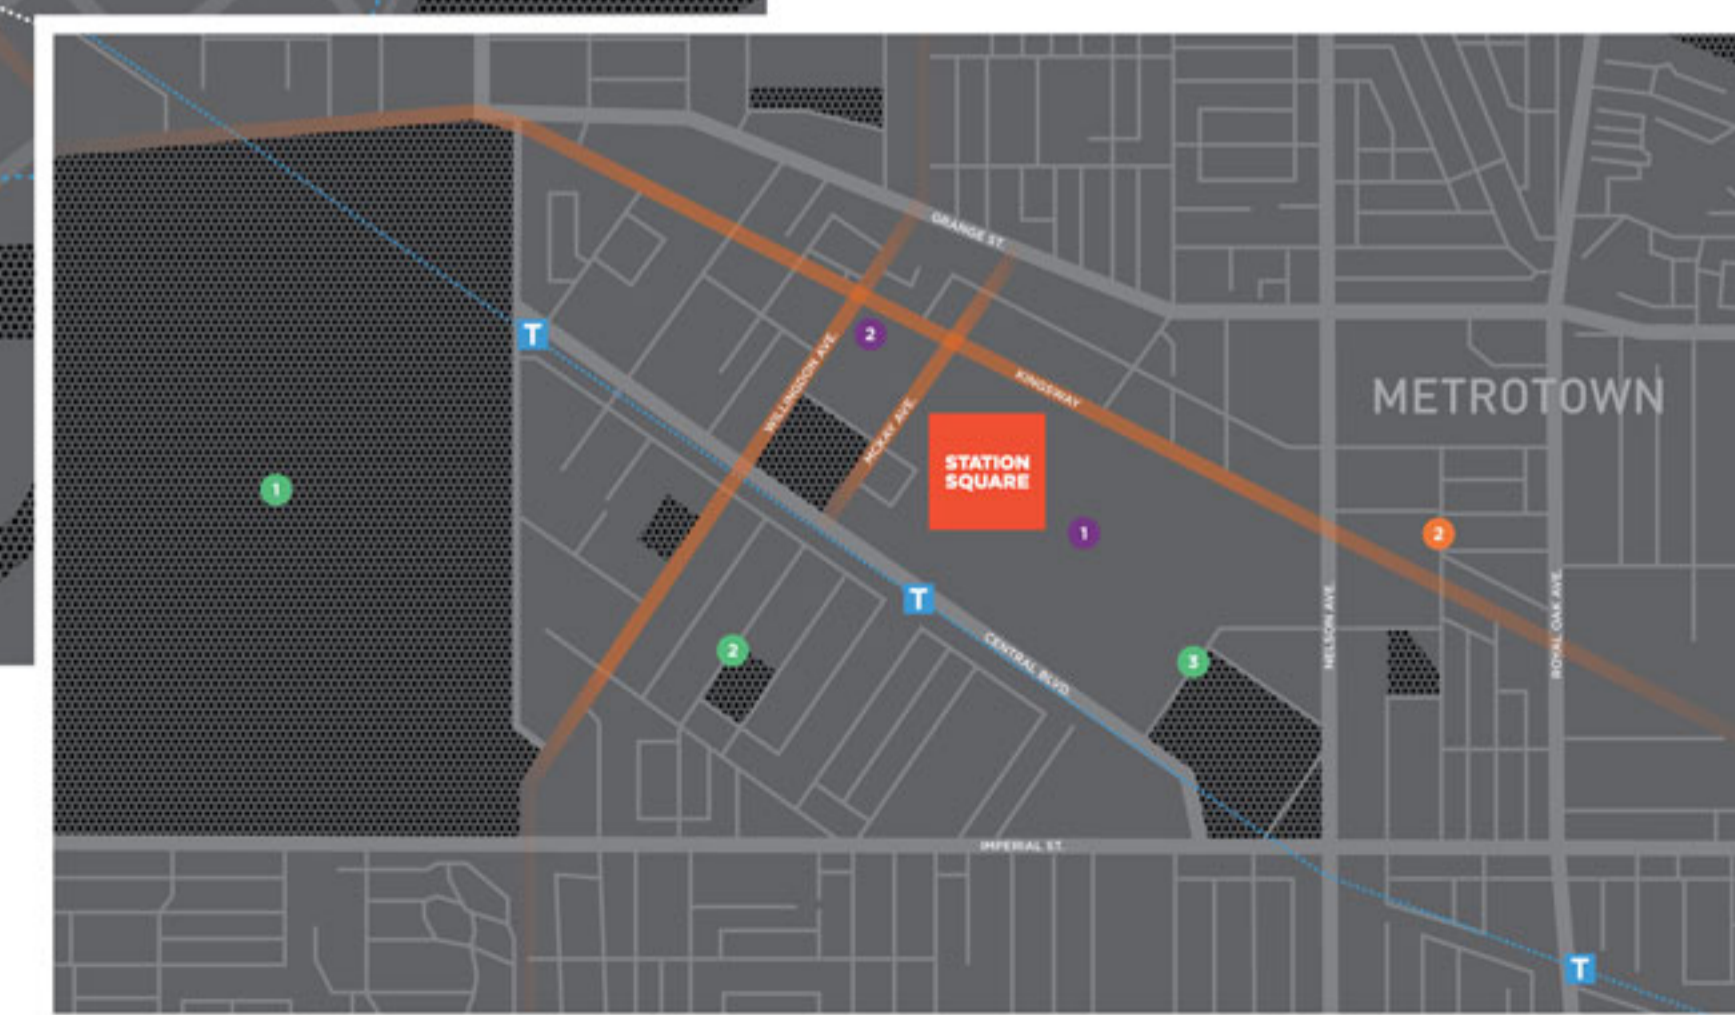 GRANGE ST.
T
2
WILLINGDON AVE.
KINGSWAY
METROTOWN
MCKAY AVE.
STATION
SQUARE
1
1
2
T
NELSON AVE.
ROYAL OAK AVE.
2
CENTRAL BLVD.
3
IMPERIAL ST.
T